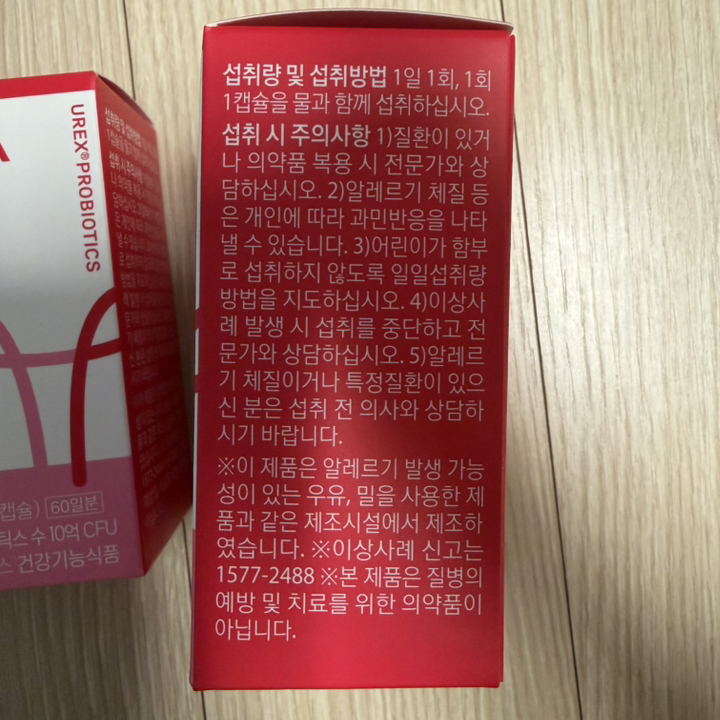 섭취량 및 섭취방법 1일 1회, 1회
1캡슐을 물과 함께 섭취하십시오.
섭취 시 주의사항 1)질환이 있거
나 의약품 복용 시 전문가와 상
담하십시오. 2)알레르기 체질 등
은 개인에 따라 과민반응을 나타
낼 수 있습니다. 3)어린이가 함부
로 섭취하지 않도록 일일섭취량
방법을 지도하십시오. 4)이상사
례 발생 시 섭취를 중단하고 전
문가와 상담하십시오. 5)알레르
기 체질이거나 특정질환이 있으
신 분은 섭취 전 의사와 상담하
시기 바랍니다.
※이 제품은 알레르기 발생 가능
성이 있는 우유, 밀을 사용한 제
품과 같은 제조시설에서 제조하
였습니다. ※이상사례 신고는
1577-2488 ※본 제품은 질병의
예방 및 치료를 위한 의약품이
아닙니다.
UREX®PROBIOTICS
캡슐) 60일분
틱스 수 10억 CFU
스 건강기능식품